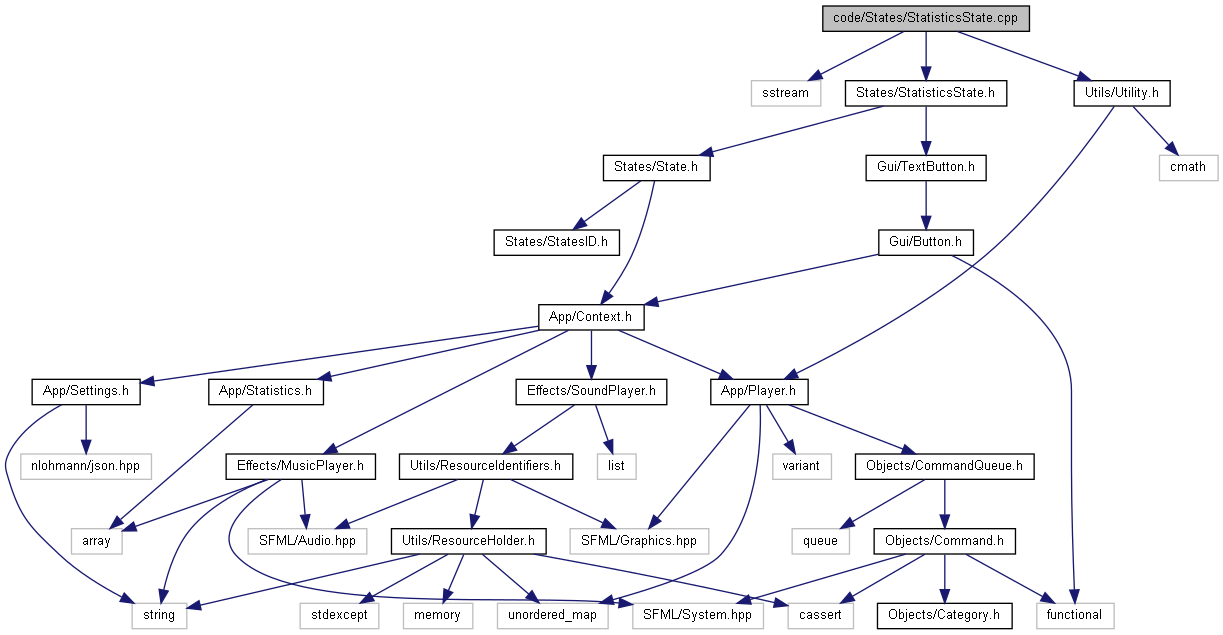 code/States/StatisticsState.cpp
sstream
States/StatisticsState.h
Utils/Utility.h
States/State.h
Gui/TextButton.h
cmath
States/StatesID.h
Gui/Button.h
App/Context.h
App/Settings.h
App/Statistics.h
Effects/SoundPlayer.h
App/Player.h
nlohmann/json.hpp
Effects/MusicPlayer.h
Utils/ResourceIdentifiers.h
list
variant
Objects/CommandQueue.h
array
SFML/Audio.hpp
Utils/ResourceHolder.h
SFML/Graphics.hpp
queue
Objects/Command.h
string
stdexcept
memory
unordered_map
SFML/System.hpp
cassert
Objects/Category.h
functional